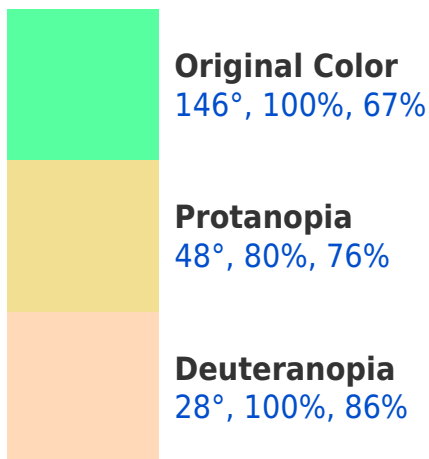 Original Color
146°, 100%, 67%
Protanopia
48°, 80%, 76%
Deuteranopia
28°, 100%, 86%